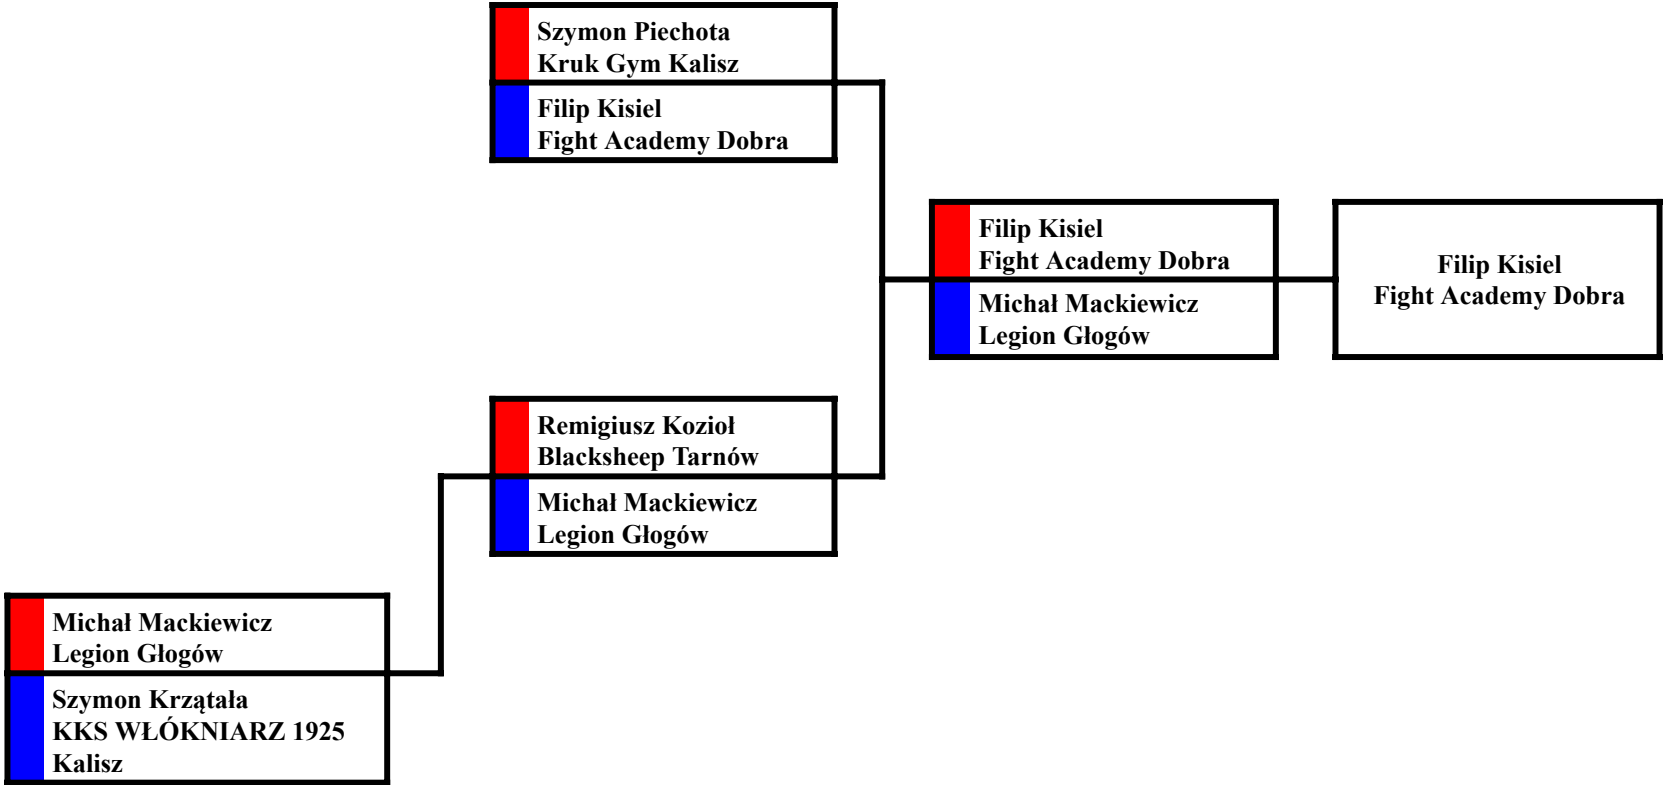 Szymon Piechota
Kruk Gym Kalisz
Filip Kisiel
Fight Academy Dobra
Filip Kisiel
Fight Academy Dobra
Michał Mackiewicz
Legion Głogów
Filip Kisiel
Fight Academy Dobra
Remigiusz Kozioł
Blacksheep Tarnów
Michał Mackiewicz
Legion Głogów
Michał Mackiewicz
Legion Głogów
Szymon Krzątała
KKS WŁÓKNIARZ 1925
Kalisz